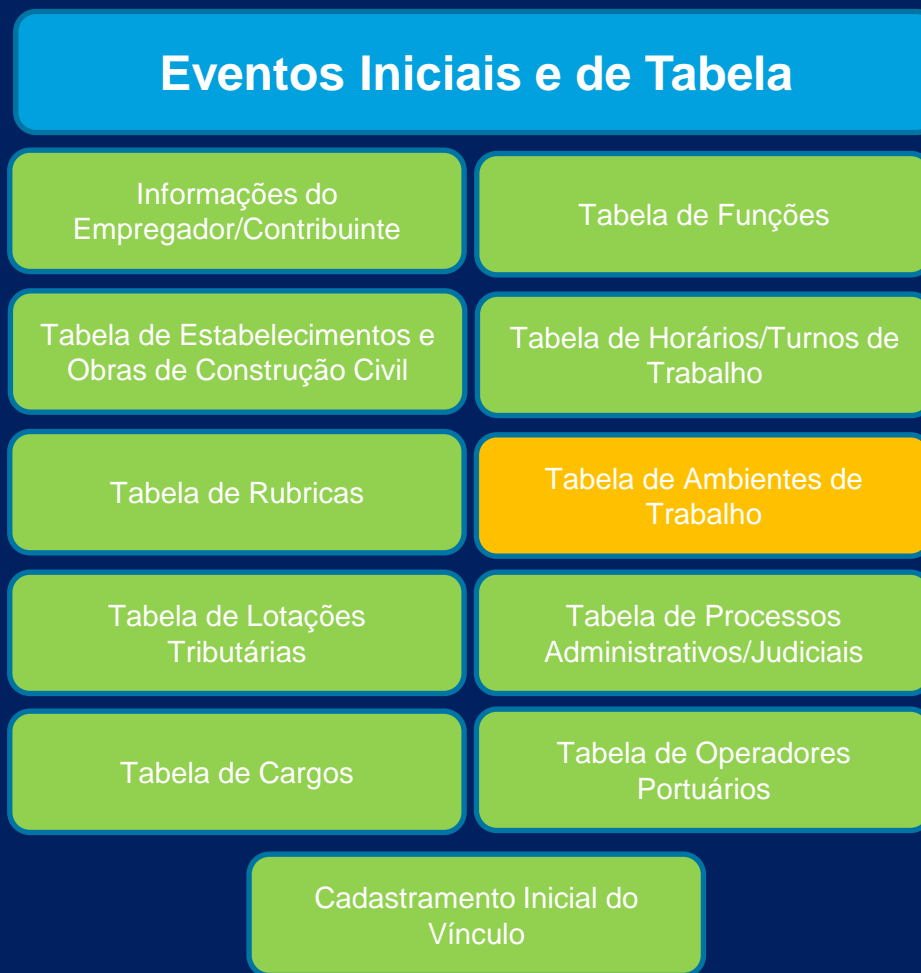 Eventos Iniciais e de Tabela
Informações do
Empregador/Contribuinte
Tabela de Funções
Tabela de Estabelecimentos e
Obras de Construção Civil
Tabela de Horários/Turnos de
Trabalho
Tabela de Rubricas
Tabela de Ambientes de
Trabalho
Tabela de Lotações
Tributárias
Tabela de Processos
Administrativos/Judiciais
Tabela de Cargos
Tabela de Operadores
Portuários
Cadastramento Inicial do
Vínculo